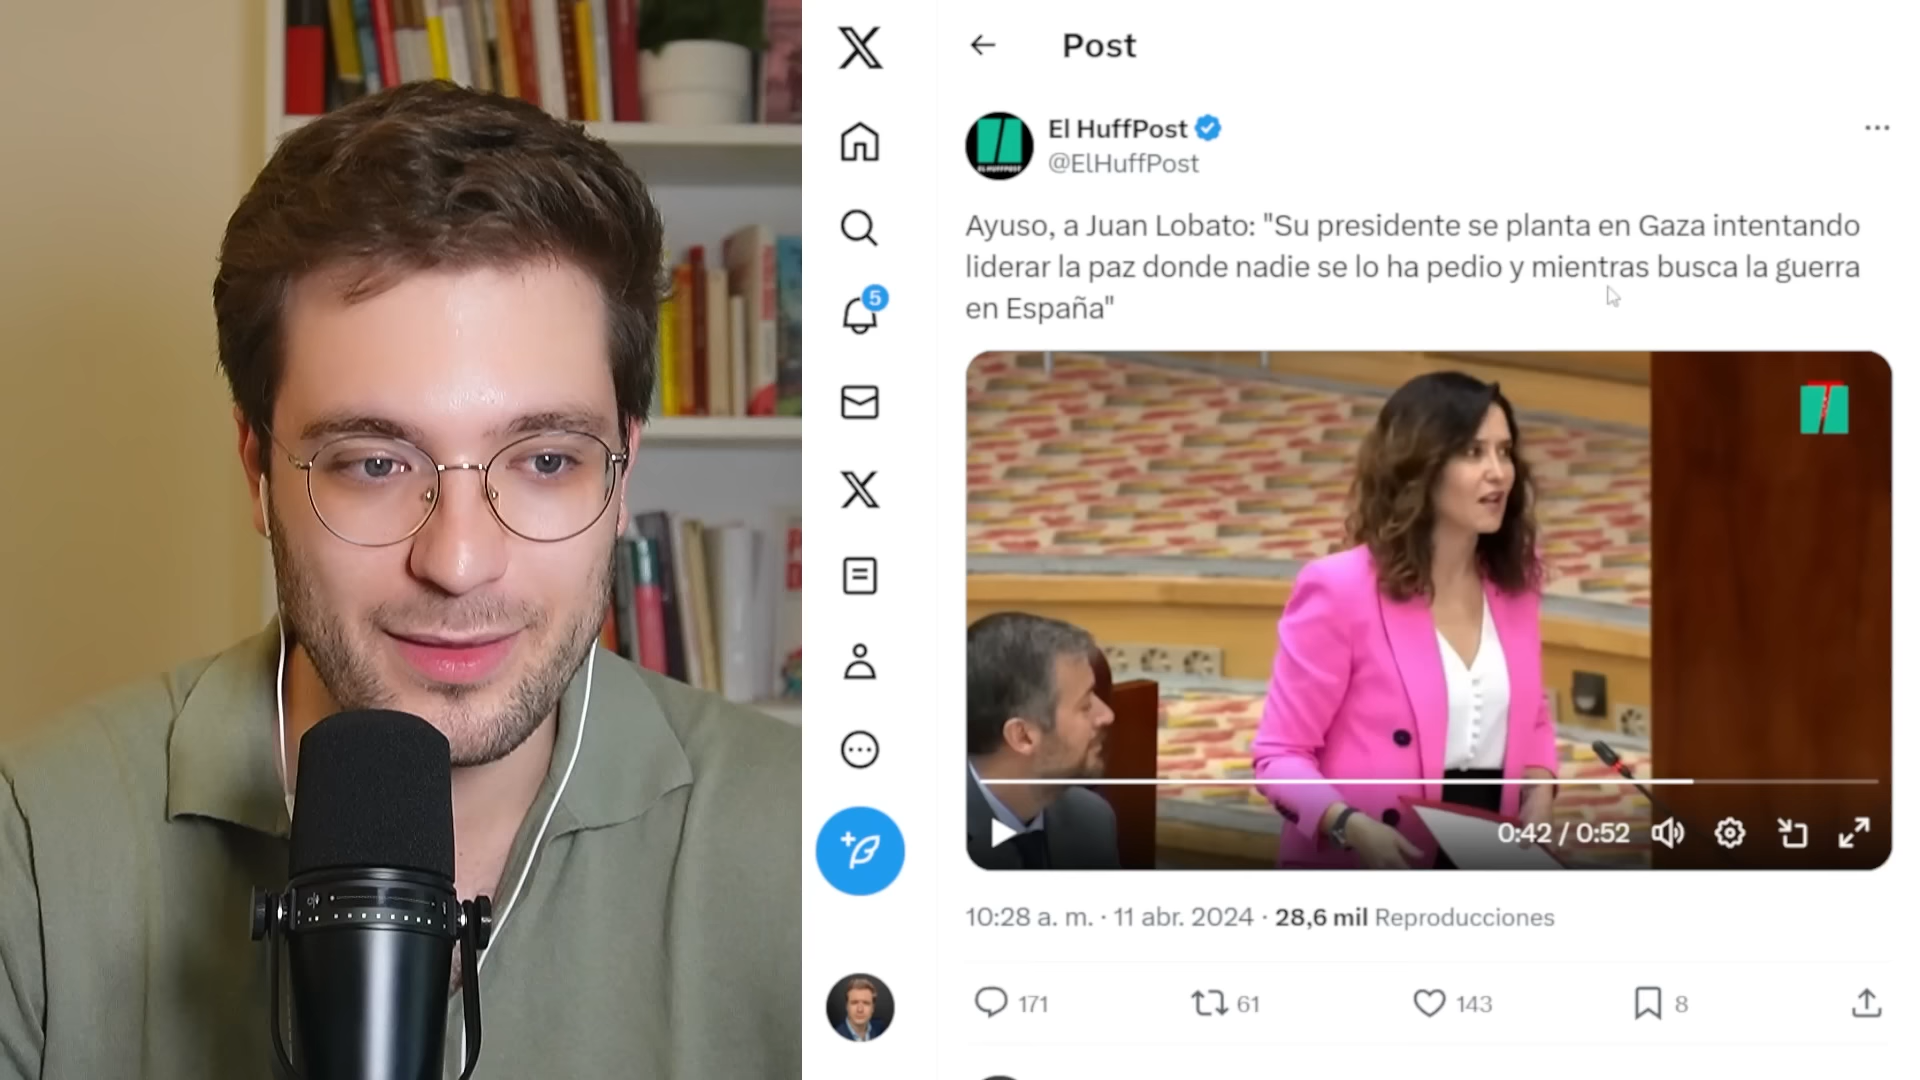 Post
El HuffPost
@ElHuffPost
Ayuso, a Juan Lobato: "Su presidente se planta en Gaza intentando
liderar la paz donde nadie se lo ha pedio y mientras busca la guerra
en España"
5
0:42 / 0:52
10:28 a. m. · 11 abr. 2024 · 28,6 mil Reproducciones
171
61
143
8